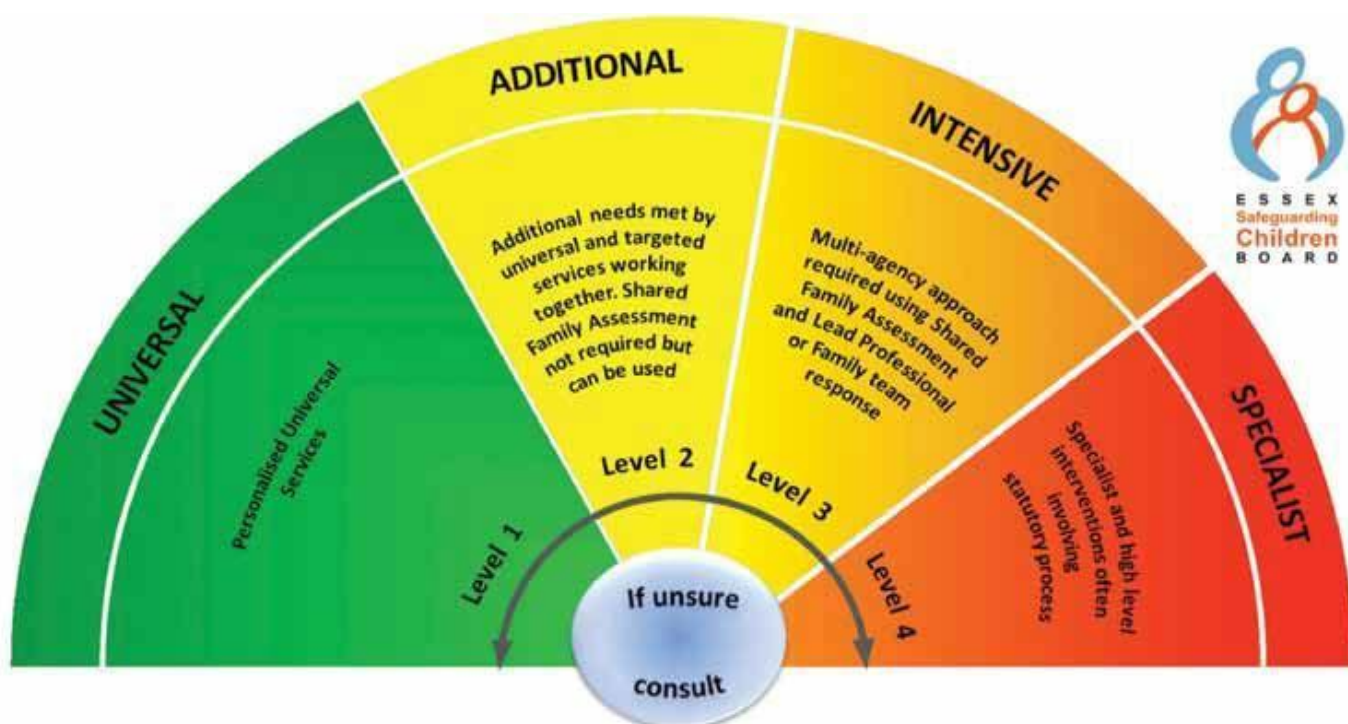 UNIVERSAL
Personalised Universal
Services
Level 1
ADDITIONAL
Additional needs met by
universal and targeted
services working
together. Shared
Family Assessment
not required but
can be used
Level 2
INTENSIVE
Multi-agency approach
required using Shared
Family Assessment
and Lead Professional
or Family team
response
Level 3
SPECIALIST
Specialist and high level
interventions often
involving
statutory process
Level 4
If unsure
consult
ESSEX
Safeguarding
Children
BOARD